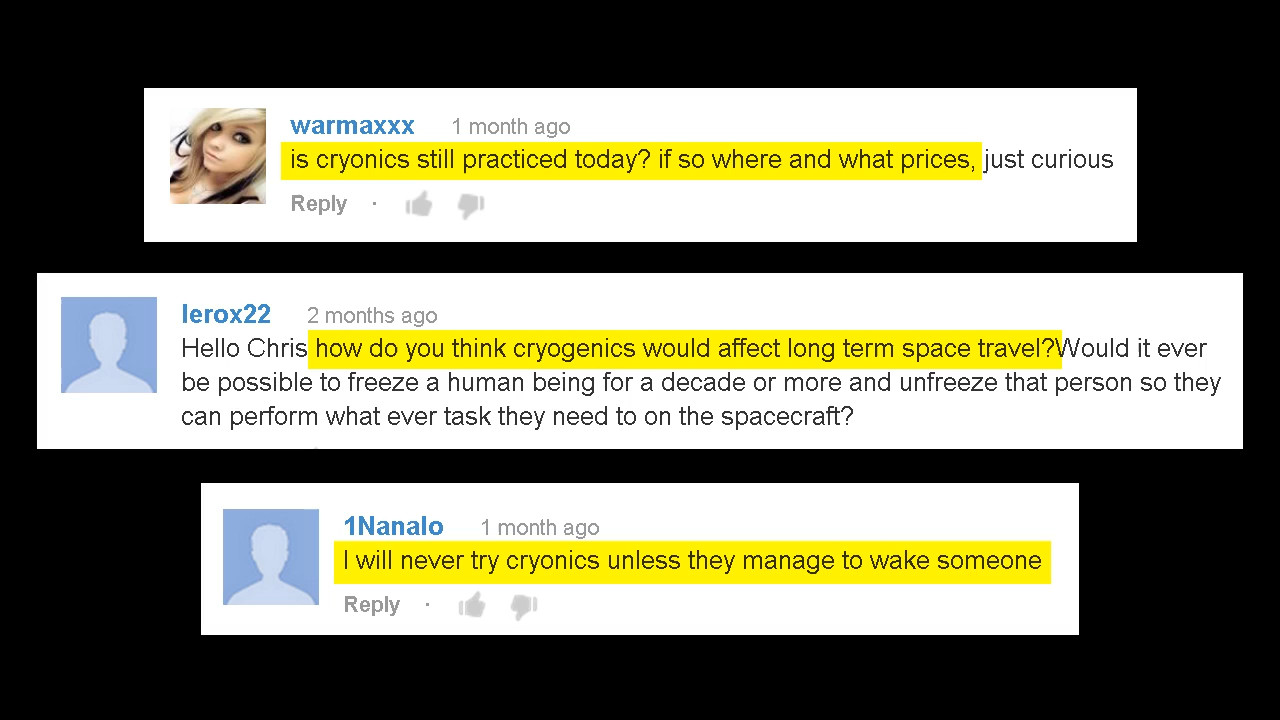 warmaxxx 1 month ago
is cryonics still practiced today? if so where and what prices, just curious
Reply ·
lerox22 2 months ago
Hello Chris how do you think cryogenics would affect long term space travel?Would it ever
be possible to freeze a human being for a decade or more and unfreeze that person so they
can perform what ever task they need to on the spacecraft?
1Nanalo 1 month ago
I will never try cryonics unless they manage to wake someone
Reply ·